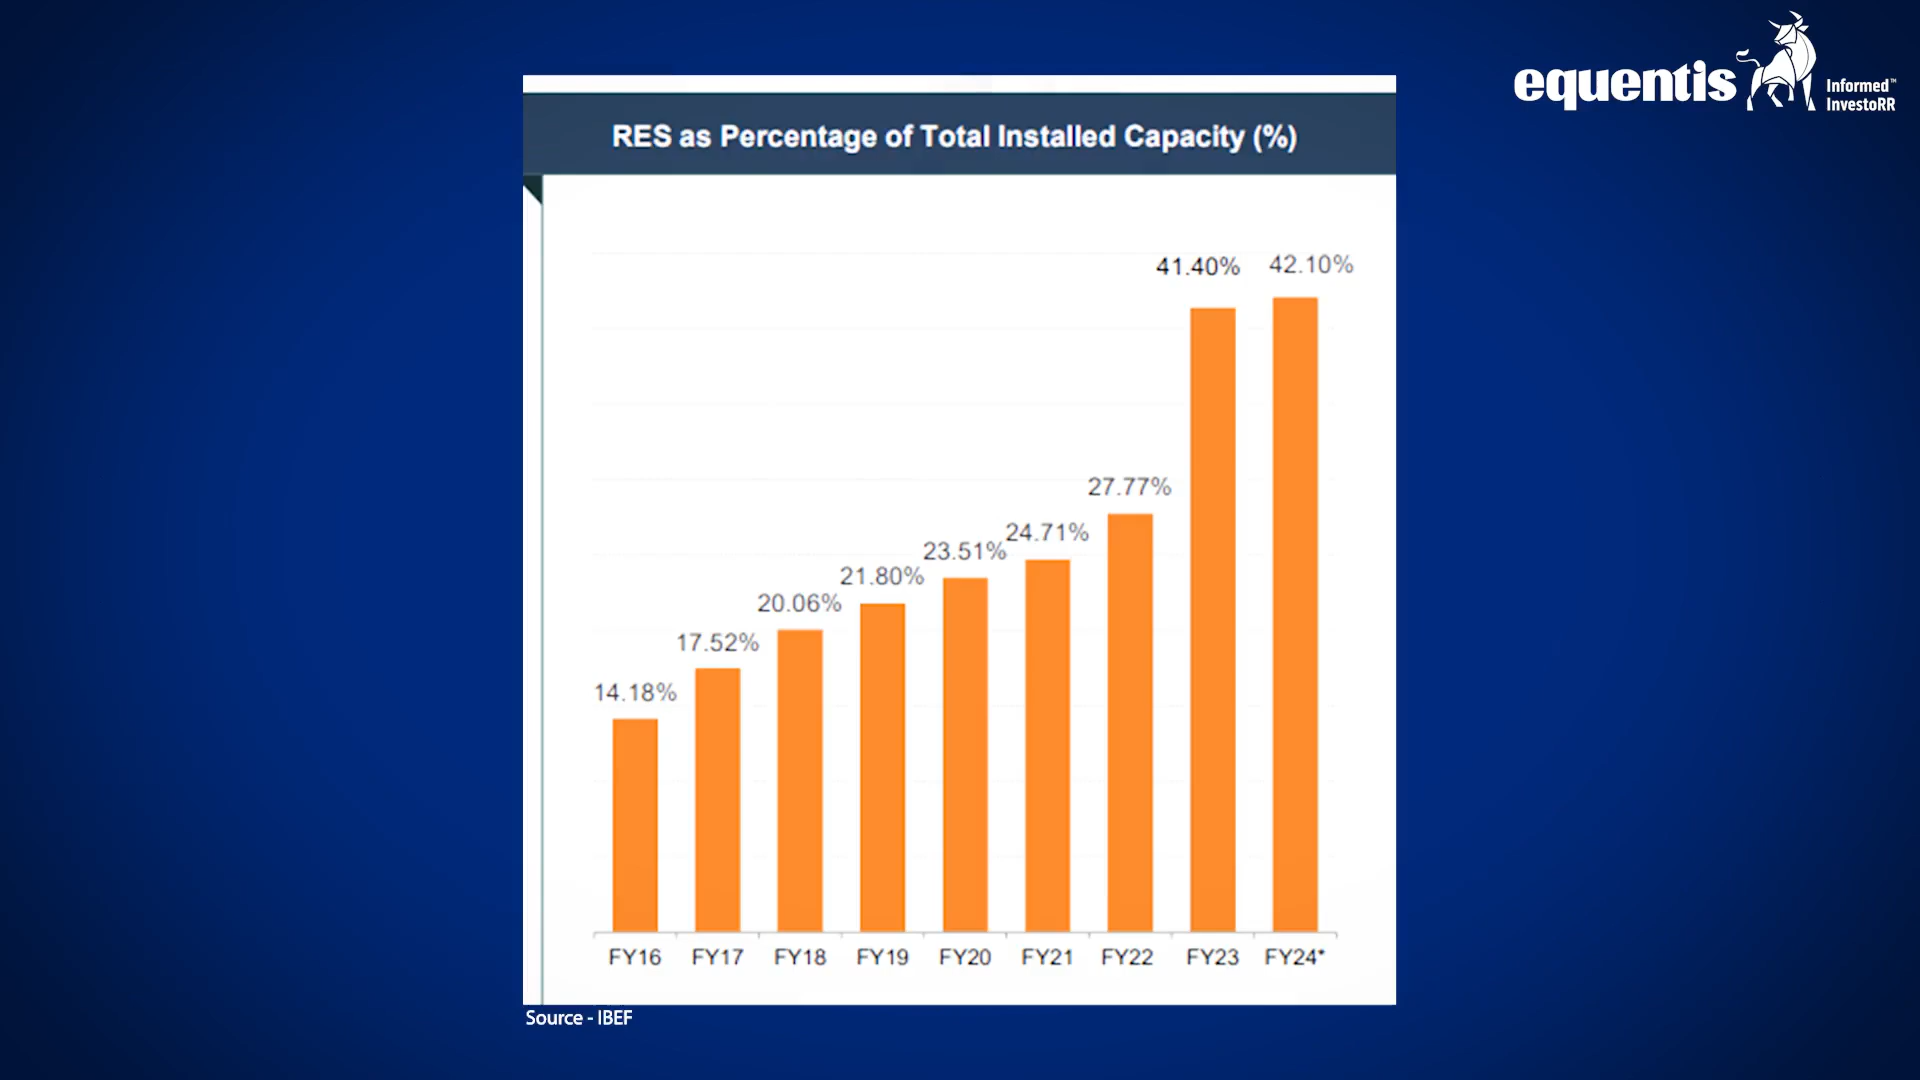 equentis
Informed™
InvestoRR
RES as Percentage of Total Installed Capacity (%)
41.40% 42.10%
27.77%
24.71%
23.51%
21.80%
20.06%
17.52%
14.18%
FY16 FY17 FY18 FY19 FY20 FY21 FY22 FY23 FY24*
Source - IBEF